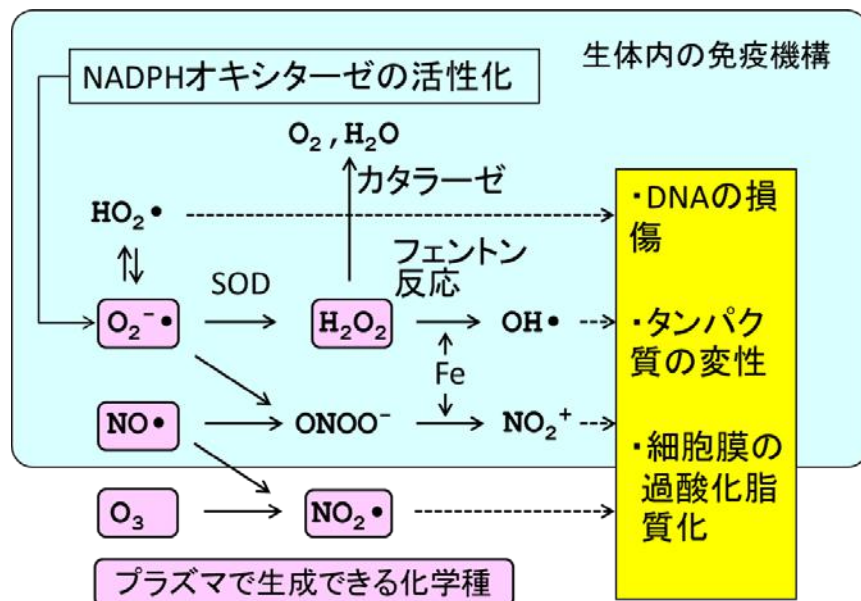 生体内の免疫機構
NADPHオキシターゼの活性化
O₂,H₂O
カタラーゼ
HO₂•
フェントン
反応
SOD
O₂⁻•
H₂O₂
OH•
Fe
NO•
ONOO⁻
NO₂⁺
O₃
NO₂•
・DNAの損
傷
・タンパク
質の変性
・細胞膜の
過酸化脂
質化
プラズマで生成できる化学種